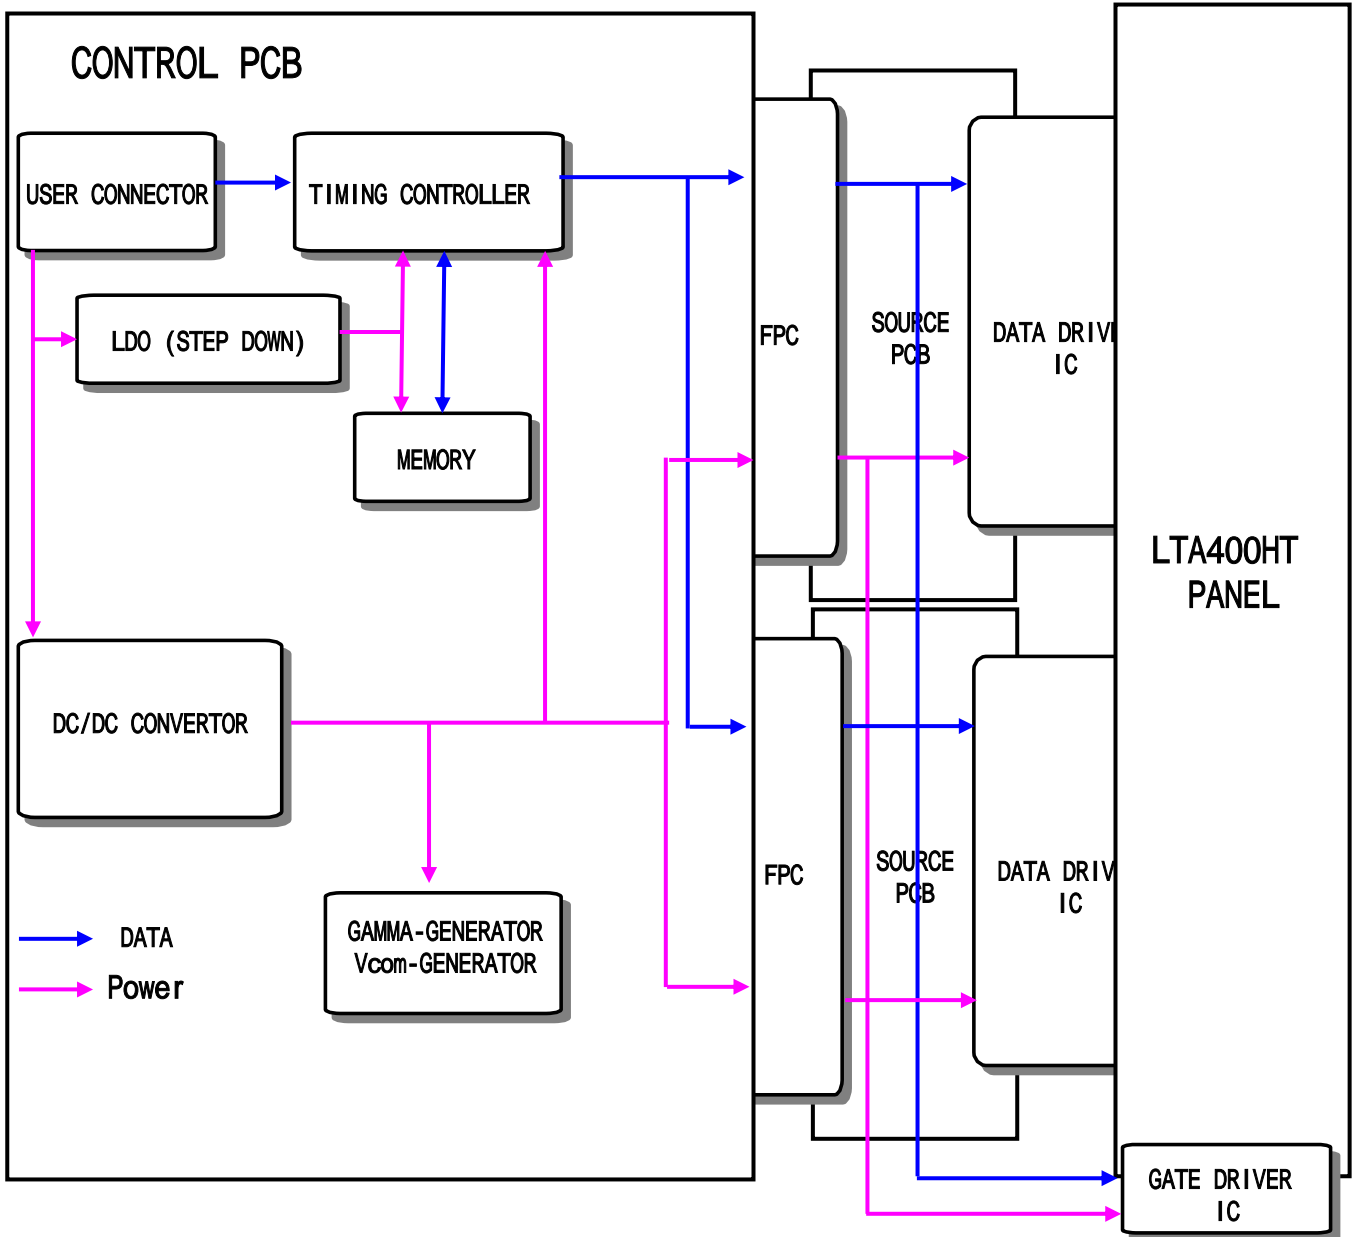 CONTROL PCB
USER CONNECTOR
TIMING CONTROLLER
LDO (STEP DOWN)
MEMORY
FPC
SOURCE
PCB
DATA DRIV
IC
LTA400HT
PANEL
DC/DC CONVERTOR
GAMMA-GENERATOR
Vcom-GENERATOR
FPC
SOURCE
PCB
DATA DRIV
IC
DATA
Power
GATE DRIVER
IC